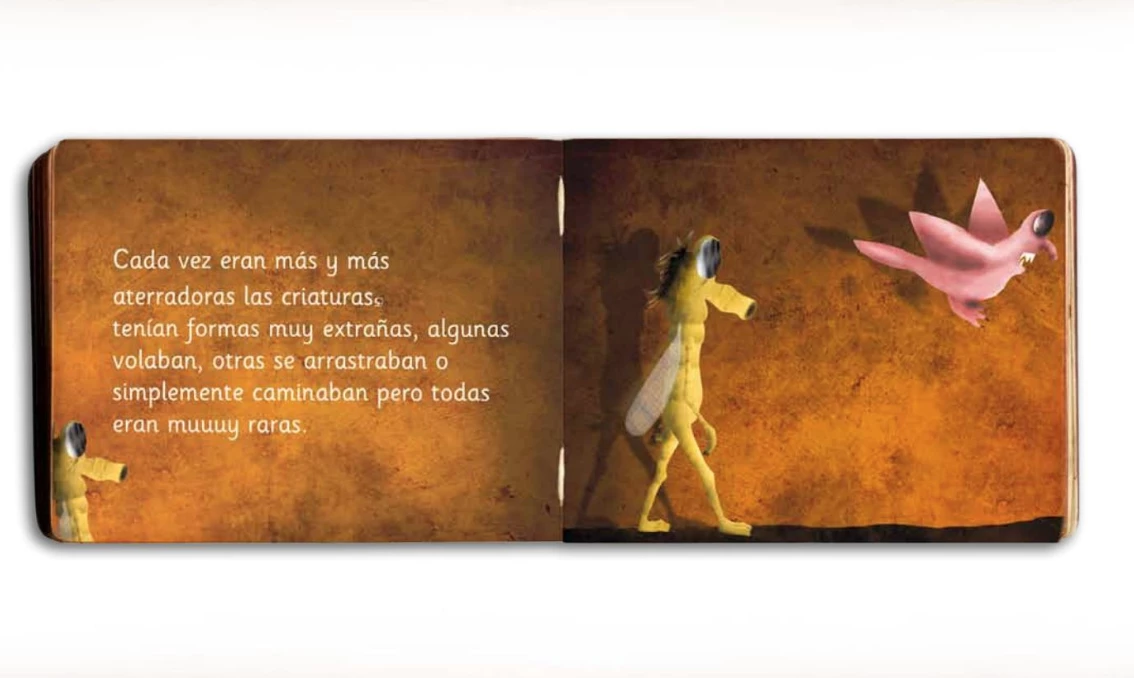 Cada vez eran más y más
aterradoras las criaturas,
tenían formas muy extrañas, algunas
volaban, otras se arrastraban o
simplemente caminaban pero todas
eran muuuy raras.